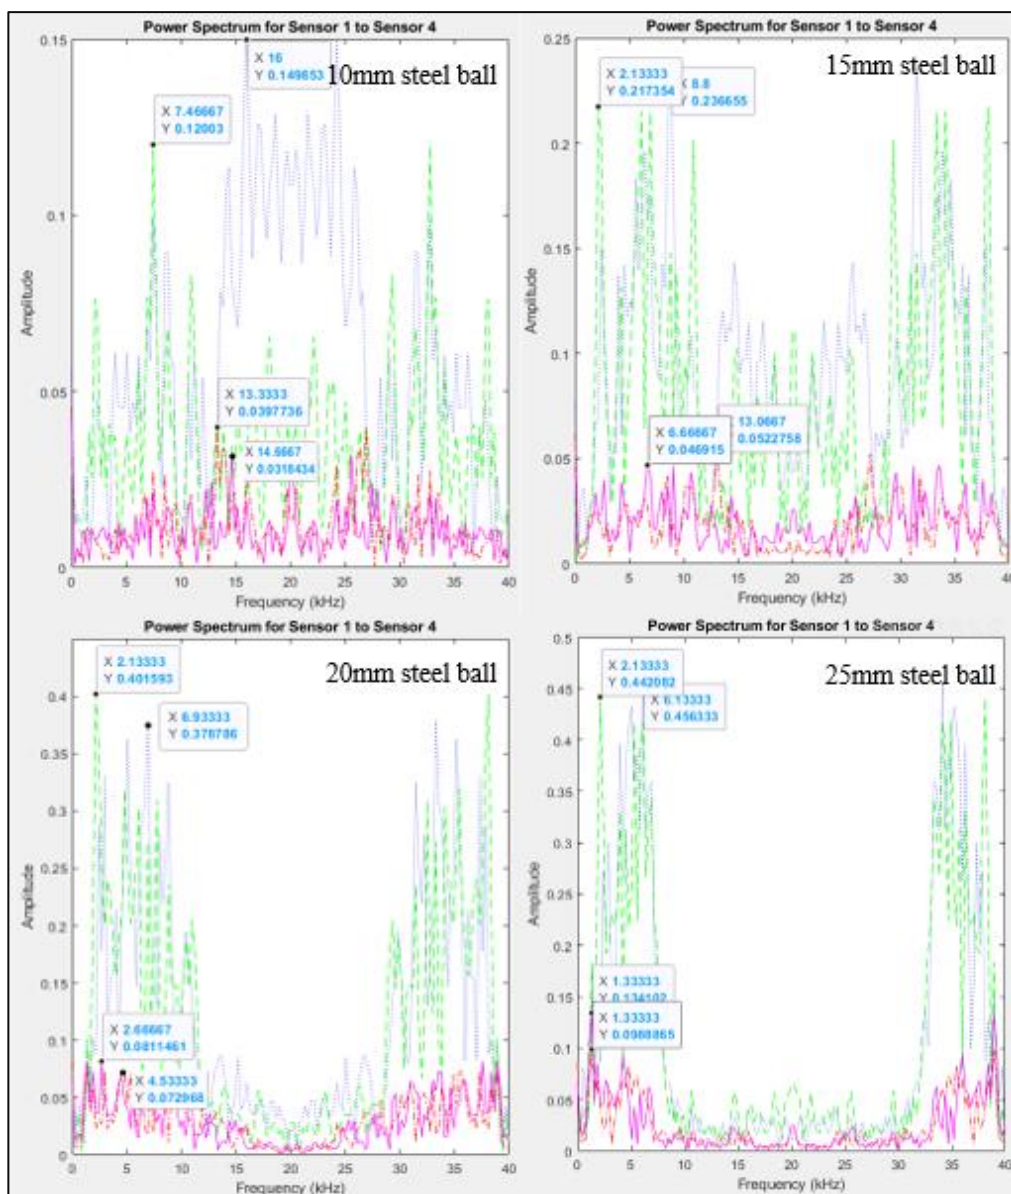 Power Spectrum for Sensor 1 to Sensor 4
10mm steel ball
0.15
0.1
0.05
0
X 16
Y 0.149653
X 7.46667
Y 0.12003
X 13.3333
Y 0.0397736
X 14.6667
Y 0.0318434
Amplitude
0 5 10 15 20 25 30 35 40
Frequency (kHz)
Power Spectrum for Sensor 1 to Sensor 4
15mm steel ball
0.25
0.2
0.15
0.1
0.05
0
X 2.13333
Y 0.217354
X 8.8
Y 0.236655
X 6.66667
Y 0.046915
13.0667
0.0522758
Amplitude
0 5 10 15 20 25 30 35 40
Frequency (kHz)
Power Spectrum for Sensor 1 to Sensor 4
20mm steel ball
0.4
0.35
0.3
0.25
0.2
0.15
0.1
0.05
0
X 2.13333
Y 0.401593
X 6.93333
Y 0.378786
X 2.66667
Y 0.0811461
X 4.53333
Y 0.072968
Amplitude
0 5 10 15 20 25 30 35 40
Frequency (kHz)
Power Spectrum for Sensor 1 to Sensor 4
25mm steel ball
0.5
0.45
0.4
0.35
0.3
0.25
0.2
0.15
0.1
0.05
0
X 2.13333
Y 0.442082
X 6.13333
Y 0.456333
X 1.33333
Y 0.134102
X 1.33333
Y 0.0988865
Amplitude
0 5 10 15 20 25 30 35 40
Frequency (kHz)